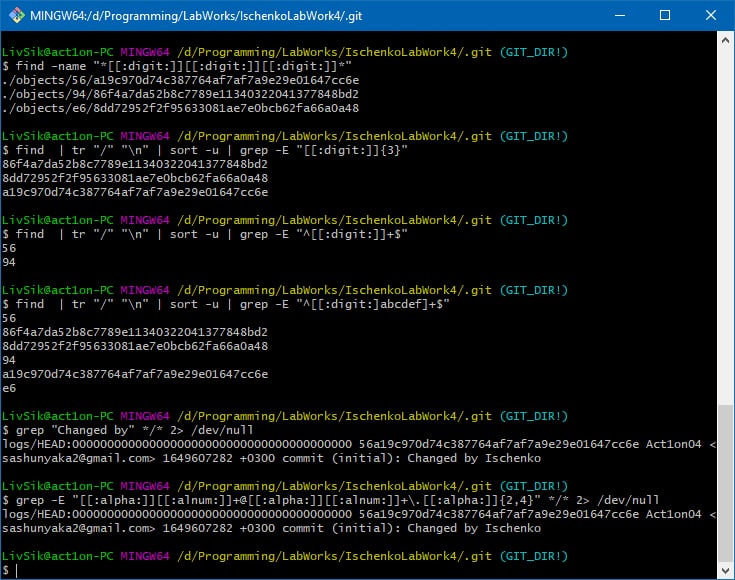 MINGW64:/d/Programming/LabWorks/IschenkoLabWork4/.git
LivSik@act1on-PC MINGW64 /d/Programming/LabWorks/IschenkoLabWork4/.git (GIT_DIR!)
$ find -name "*[[:digit:]][[:digit:]][[:digit:]]*"
./objects/56/a19c970d74c387764af7af7a9e29e01647cc6e
./objects/94/86f4a7da52b8c7789e11340322041377848bd2
./objects/e6/8dd72952f2f95633081ae7e0bcb62fa66a0a48
LivSik@act1on-PC MINGW64 /d/Programming/LabWorks/IschenkoLabWork4/.git (GIT_DIR!)
$ find  | tr "/" "\n" | sort -u | grep -E "[[:digit:]]{3}"
86f4a7da52b8c7789e11340322041377848bd2
8dd72952f2f95633081ae7e0bcb62fa66a0a48
a19c970d74c387764af7af7a9e29e01647cc6e
LivSik@act1on-PC MINGW64 /d/Programming/LabWorks/IschenkoLabWork4/.git (GIT_DIR!)
$ find  | tr "/" "\n" | sort -u | grep -E "^[[:digit:]]+$"
56
94
LivSik@act1on-PC MINGW64 /d/Programming/LabWorks/IschenkoLabWork4/.git (GIT_DIR!)
$ find  | tr "/" "\n" | sort -u | grep -E "^[[:digit:]abcdef]+$"
56
86f4a7da52b8c7789e11340322041377848bd2
8dd72952f2f95633081ae7e0bcb62fa66a0a48
94
a19c970d74c387764af7af7a9e29e01647cc6e
e6
LivSik@act1on-PC MINGW64 /d/Programming/LabWorks/IschenkoLabWork4/.git (GIT_DIR!)
$ grep "Changed by" */* 2> /dev/null
logs/HEAD:0000000000000000000000000000000000000000 56a19c970d74c387764af7af7a9e29e01647cc6e Act1on04 <
sashunyaka2@gmail.com> 1649607282 +0300 commit (initial): Changed by Ischenko
LivSik@act1on-PC MINGW64 /d/Programming/LabWorks/IschenkoLabWork4/.git (GIT_DIR!)
$ grep -E "[[:alpha:]][[:alnum:]]+@[[:alpha:]][[:alnum:]]+\.[[:alpha:]]{2,4}" */* 2> /dev/null
logs/HEAD:0000000000000000000000000000000000000000 56a19c970d74c387764af7af7a9e29e01647cc6e Act1on04 <
sashunyaka2@gmail.com> 1649607282 +0300 commit (initial): Changed by Ischenko
LivSik@act1on-PC MINGW64 /d/Programming/LabWorks/IschenkoLabWork4/.git (GIT_DIR!)
$